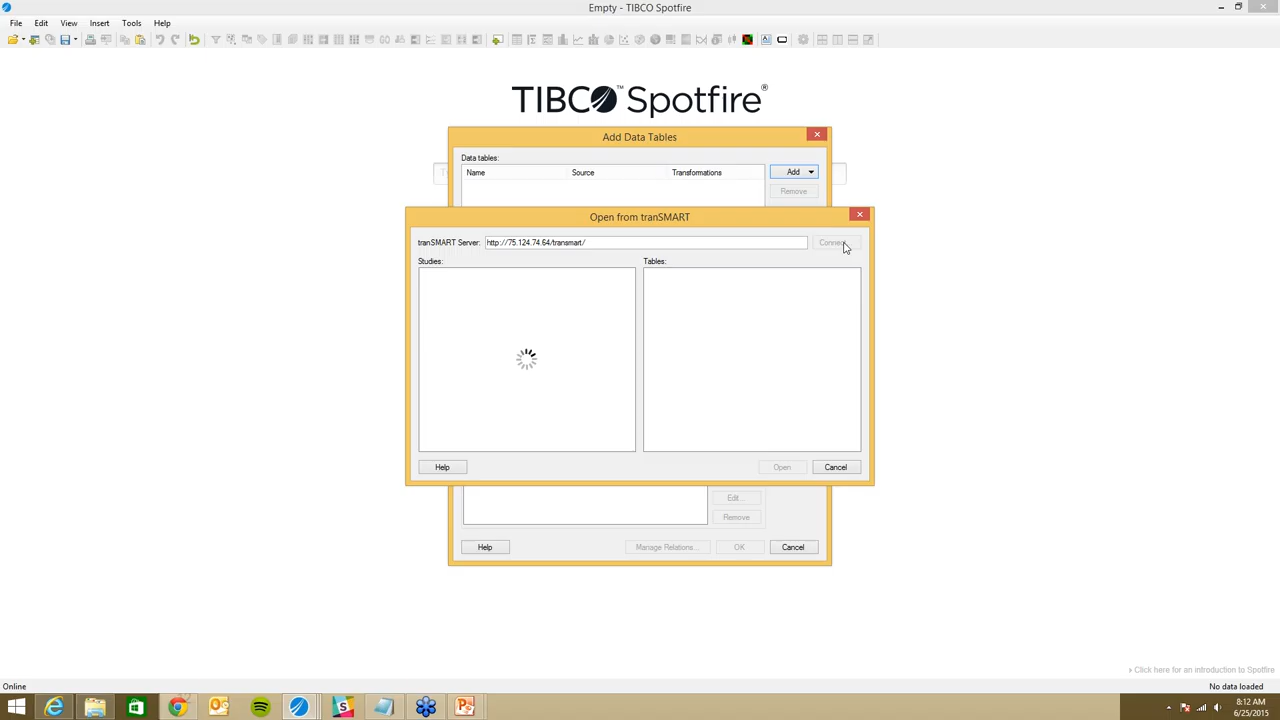 Empty - TIBCO Spotfire
File Edit View Insert Tools Help
TIBCO™ Spotfire®
Add Data Tables
Data tables:
Name Source Transformations
Add
Remove
Open from tranSMART
tranSMART Server: http://75.124.74.64/transmart/
Studies: Tables:
Help Open Cancel
Edit...
Remove
Help Manage Relations... OK Cancel
Click here for an introduction to Spotfire
Online No data loaded
8:12 AM
6/25/2015